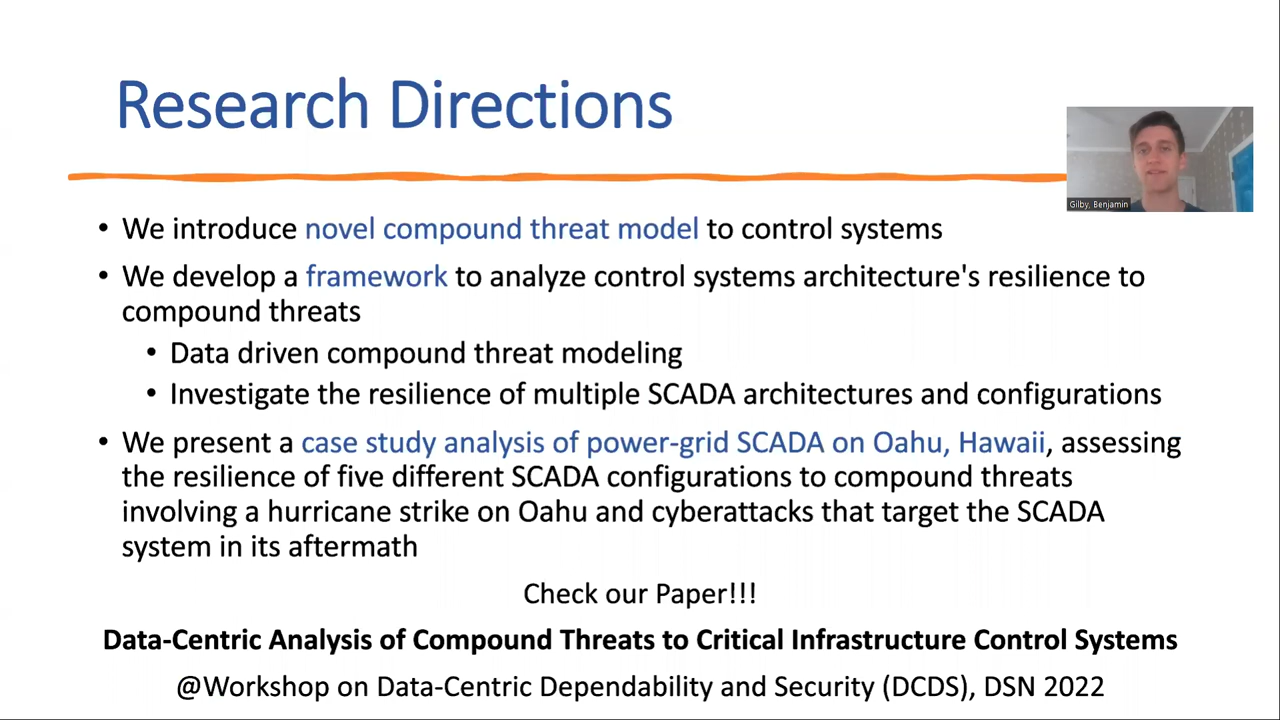 Research Directions
Gilby, Benjamin
• We introduce novel compound threat model to control systems
• We develop a framework to analyze control systems architecture's resilience to
compound threats
• Data driven compound threat modeling
• Investigate the resilience of multiple SCADA architectures and configurations
• We present a case study analysis of power-grid SCADA on Oahu, Hawaii, assessing
the resilience of five different SCADA configurations to compound threats
involving a hurricane strike on Oahu and cyberattacks that target the SCADA
system in its aftermath
Check our Paper!!!
Data-Centric Analysis of Compound Threats to Critical Infrastructure Control Systems
@Workshop on Data-Centric Dependability and Security (DCDS), DSN 2022